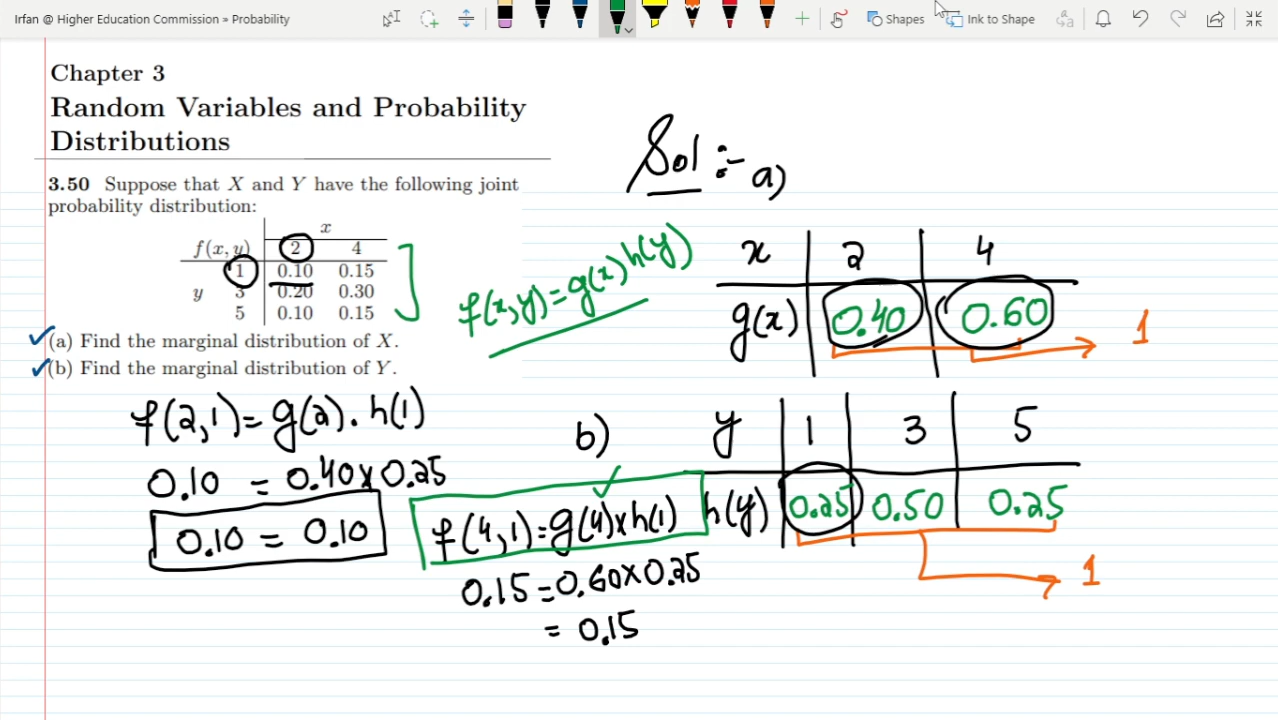 Irfan @ Higher Education Commission » Probability
Shapes
Ink to Shape
Chapter 3
Random Variables and Probability
Distributions
3.50 Suppose that X and Y have the following joint
probability distribution:
x
f(x, y) 2 4
1 0.10 0.15
y 3 0.20 0.30
5 0.10 0.15
(a) Find the marginal distribution of X.
(b) Find the marginal distribution of Y.
Sol :- a)
f(x,y)=g(x)h(y)
x 2 4
g(x) 0.40 0.60
1
b)
y 1 3 5
h(y) 0.25 0.50 0.25
1
f(2,1)=g(2).h(1)
0.10 = 0.40x0.25
0.10 = 0.10
f(4,1)=g(4)xh(1)
0.15=0.60x0.25
= 0.15